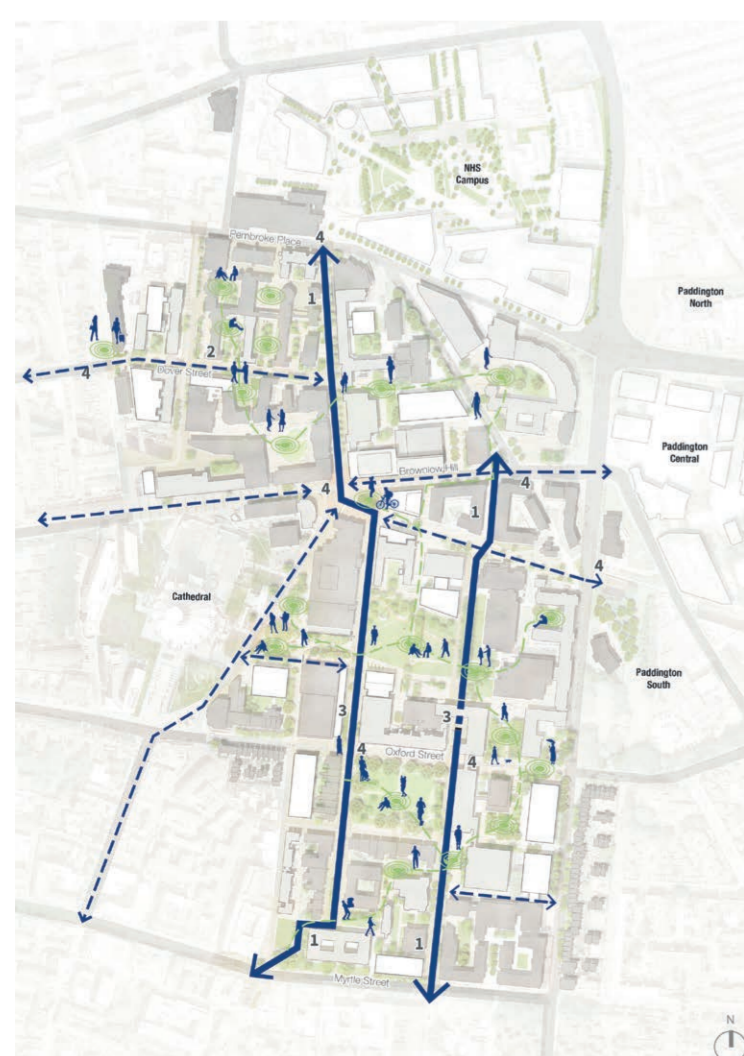 NHS
Campus
Pembroke Place
4
1
Paddington
North
2
Dover Street
4
Paddington
Central
Brownlow Hill
4
4
1
4
Cathedral
Paddington
South
3
3
Oxford Street
4
4
1
1
Myrtle Street
N